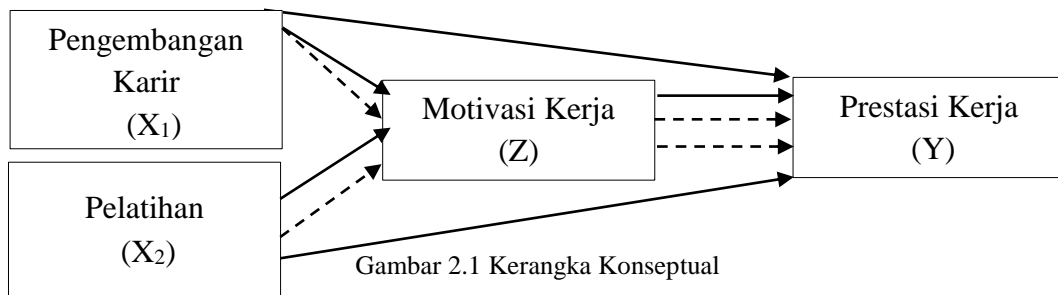 Pengembangan
Karir
(X₁)
Motivasi Kerja
(Z)
Prestasi Kerja
(Y)
Pelatihan
(X₂)
Gambar 2.1 Kerangka Konseptual